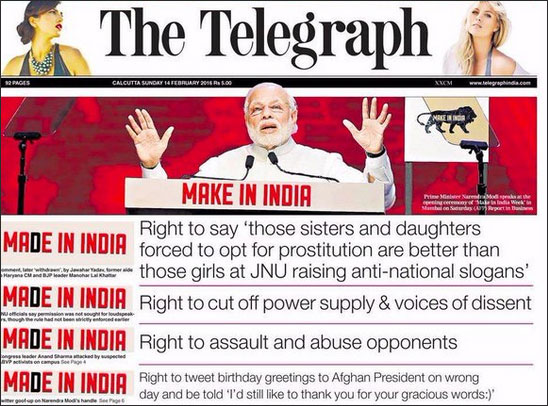 The Telegraph
92 PAGES
CALCUTTA SUNDAY 14 FEBRUARY 2016 Rs 5.00
XXCM
www.telegraphindia.com
MAKE IN INDIA
MAKE IN INDIA
Prime Minister Narendra Modi speaks at the
opening ceremony of 'Make in India Week' in
Mumbai on Saturday. (AFP) Report in Business
MADE IN INDIA
omment, later 'withdrawn', by Jawahar Yadav, former aide
Haryana CM and BJP leader Manohar Lal Khattar
Right to say 'those sisters and daughters
forced to opt for prostitution are better than
those girls at JNU raising anti-national slogans'
MADE IN INDIA
NU officials say permission was not sought for loudspeak-
rs, though the rule had not been strictly enforced earlier
Right to cut off power supply & voices of dissent
MADE IN INDIA
ongress leader Anand Sharma attacked by suspected
BVP activists on campus See Page 4
Right to assault and abuse opponents
MADE IN INDIA
witter goof-up on Narendra Modi's handle See Page 6
Right to tweet birthday greetings to Afghan President on wrong
day and be told 'I'd still like to thank you for your gracious words:)'